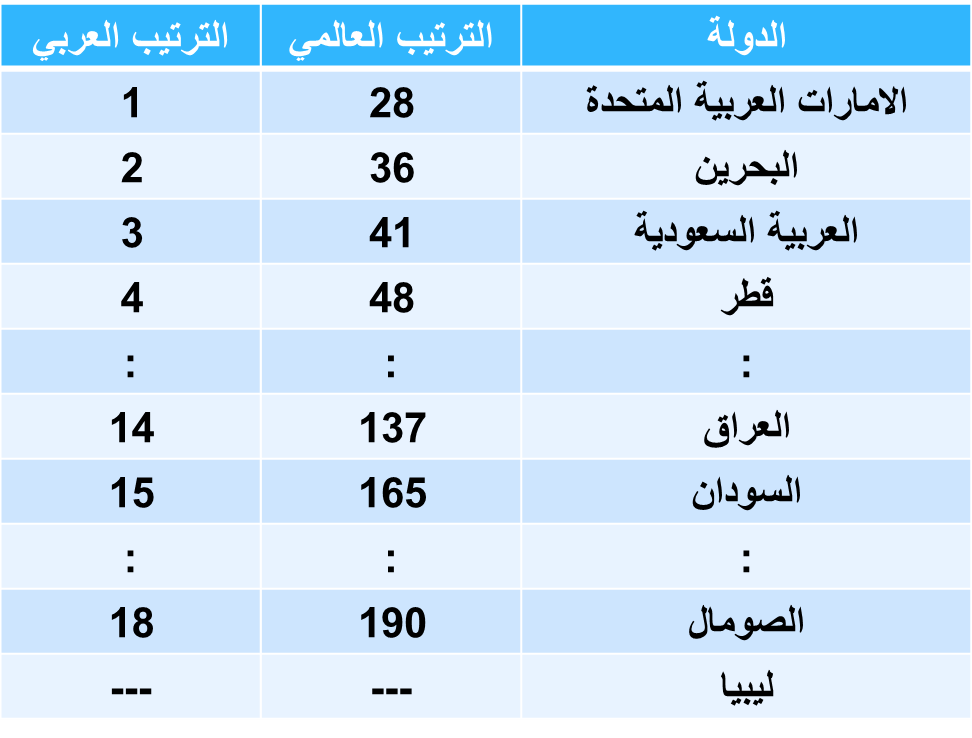 الدولة الترتيب العالمي الترتيب العربي
الامارات العربية المتحدة 28 1
البحرين 36 2
العربية السعودية 41 3
قطر 48 4
: : :
العراق 137 14
السودان 165 15
: : :
الصومال 190 18
ليبيا --- ---